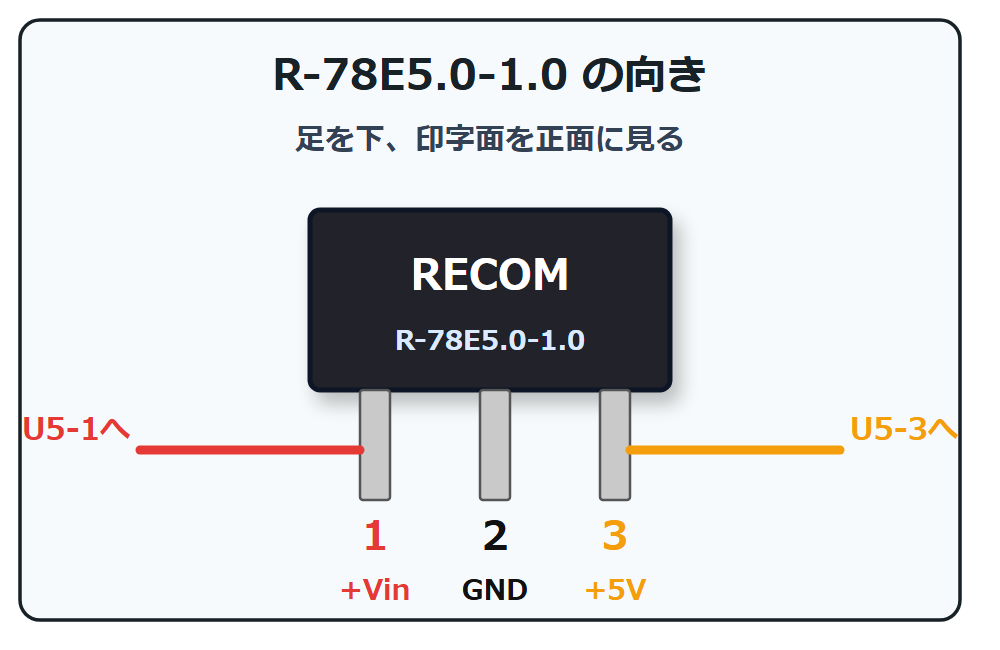 R-78E5.0-1.0 の向き
足を下、印字面を正面に見る
RECOM
R-78E5.0-1.0
U5-1へ
U5-3へ
1 2 3
+Vin GND +5V